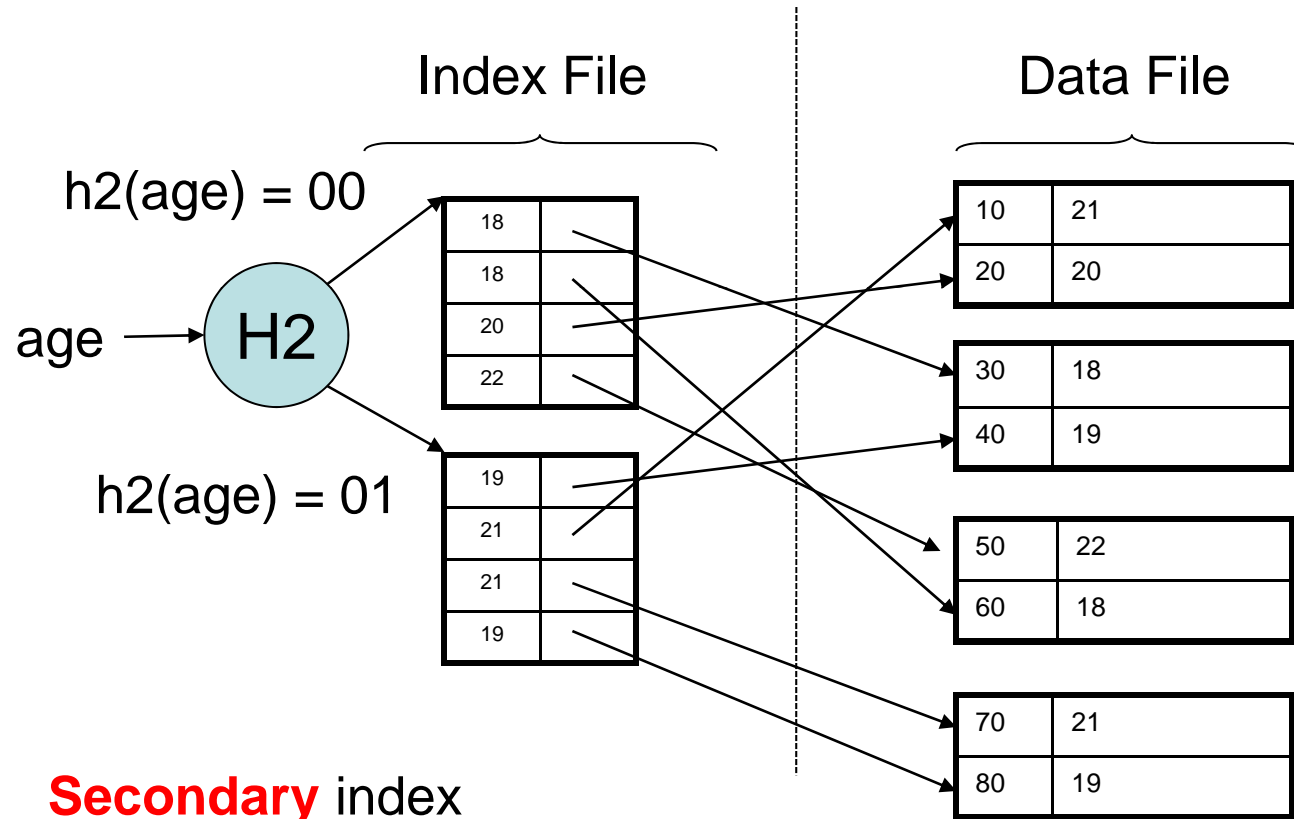 Index File
Data File
h2(age) = 00
age
H2
h2(age) = 01
18
18
20
22
19
21
21
19
10 21
20 20
30 18
40 19
50 22
60 18
70 21
80 19
Secondary index